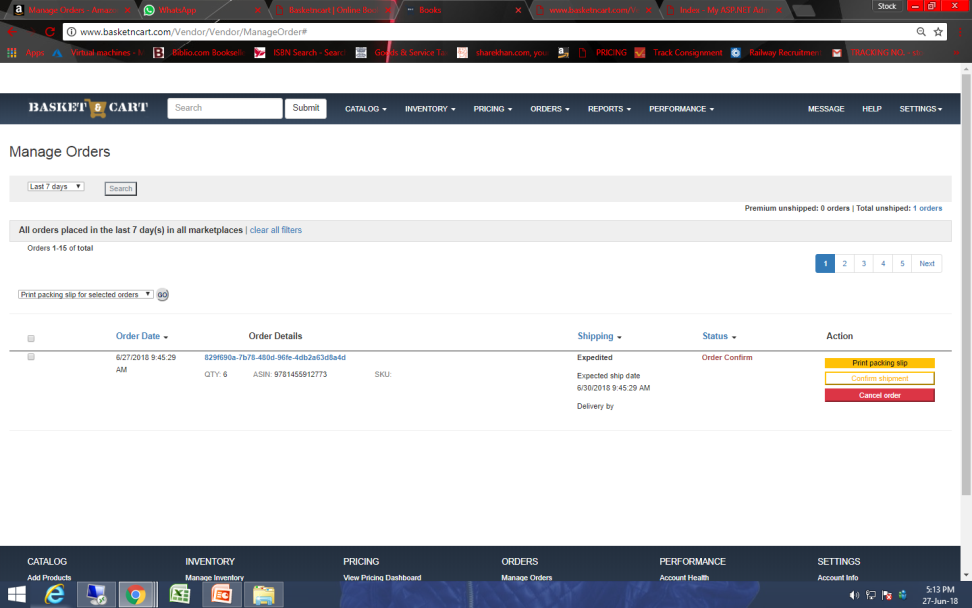 Manage Orders - Amazon
WhatsApp
Basketncart | Online Bo
Books
www.basketncart.com/Ve
Index - My ASP.NET Ach
Stock
www.basketncart.com/Vendor/Vendor/ManageOrder#
Apps
Virtual machines - M
Biblio.com Booksell
ISBN Search - Search
Goods & Service Ta
sharekhan.com, you
PRICING
Track Consignment
Railway Recruitment
TRACKING NO.
BASKET & CART
Search
Submit
CATALOG
INVENTORY
PRICING
ORDERS
REPORTS
PERFORMANCE
MESSAGE
HELP
SETTINGS
Manage Orders
Last 7 days
Search
Premium unshipped: 0 orders | Total unshiped: 1 orders
All orders placed in the last 7 day(s) in all marketplaces | clear all filters
Orders 1-15 of total
1 2 3 4 5 Next
Print packing slip for selected orders
GO
Order Date
Order Details
Shipping
Status
Action
6/27/2018 9:45:29
AM
829f690a-7b78-480d-96fe-4db2a63d8a4d
QTY: 6 ASIN: 9781455912773 SKU:
Expedited
Expected ship date
6/30/2018 9:45:29 AM
Delivery by
Order Confirm
Print packing slip
Confirm shipment
Cancel order
CATALOG
INVENTORY
PRICING
ORDERS
PERFORMANCE
SETTINGS
Add Products
Manage Inventory
View Pricing Dashboard
Manage Orders
Account Health
Account Info
5:13 PM
27-Jun-18